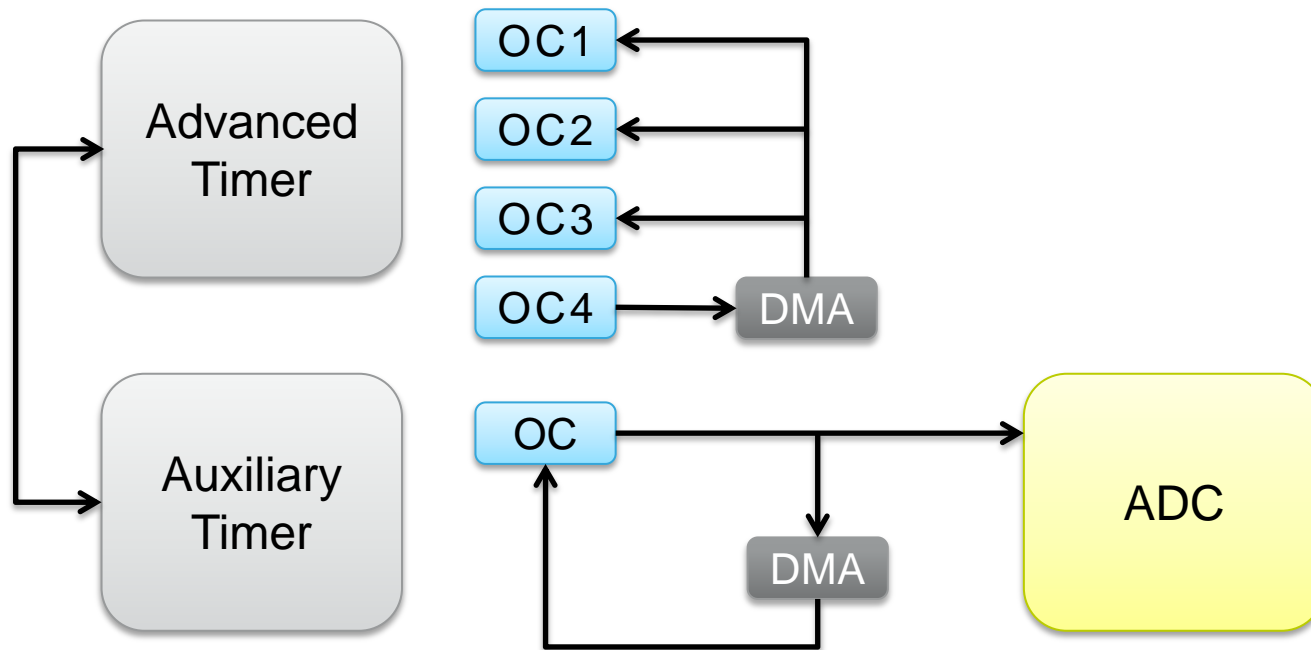 Advanced
Timer
OC1
OC2
OC3
OC4
DMA
Auxiliary
Timer
OC
DMA
ADC